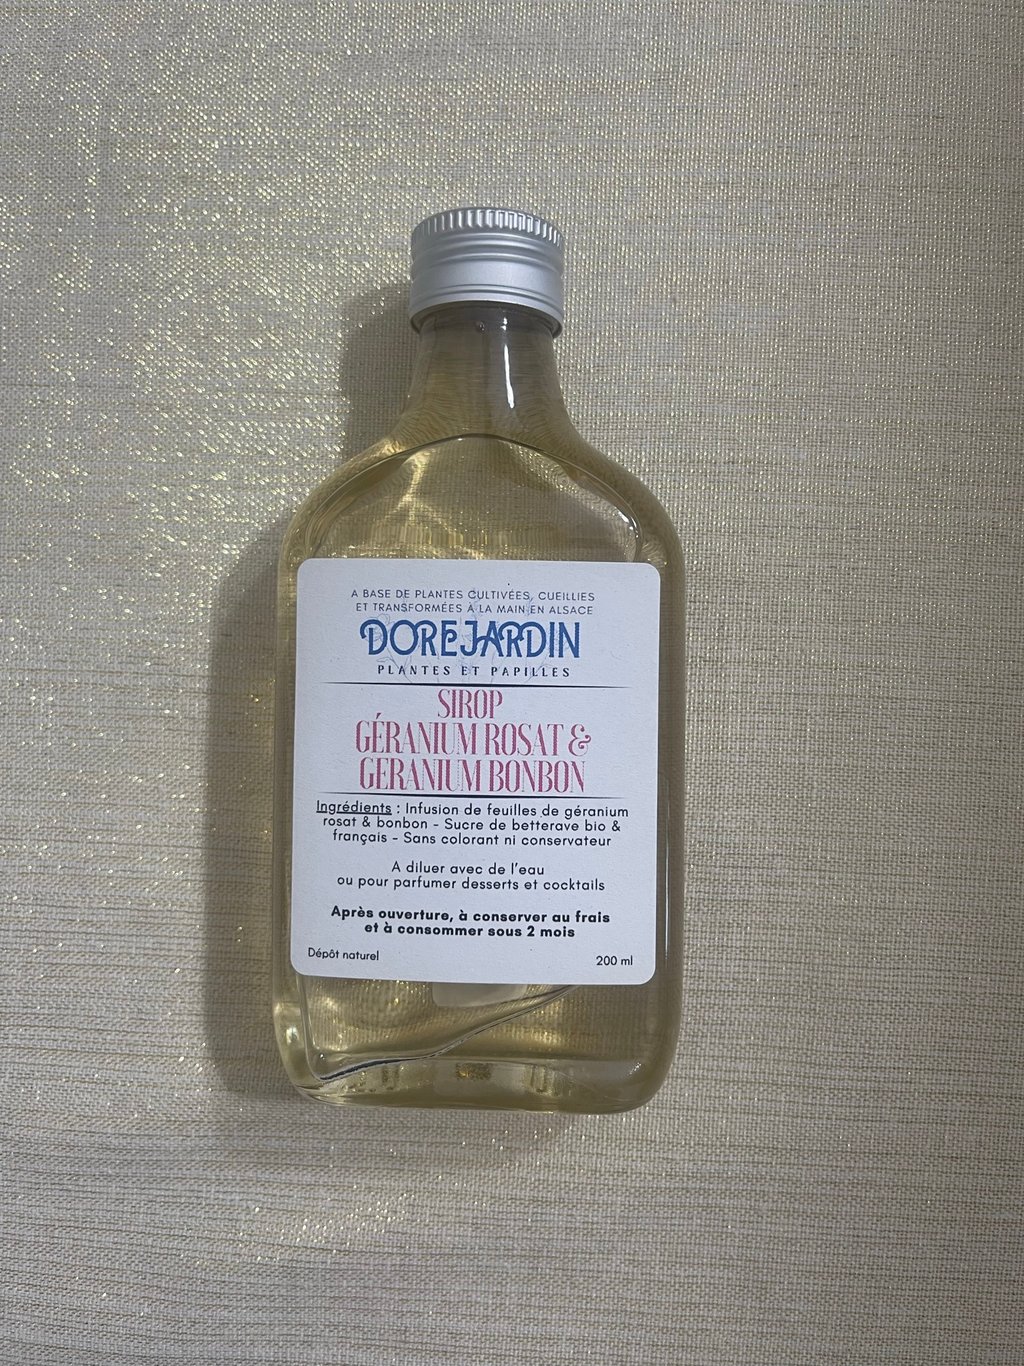 A BASE DE PLANTES CULTIVÉES, CUEILLIES
ET TRANSFORMÉES À LA MAIN EN ALSACE
DOREJARDIN
PLANTES ET PAPILLES
SIROP
GÉRANIUM ROSAT &
GERANIUM BONBON
Ingrédients : Infusion de feuilles de géranium
rosat & bonbon - Sucre de betterave bio &
français - Sans colorant ni conservateur
A diluer avec de l'eau
ou pour parfumer desserts et cocktails
Après ouverture, à conserver au frais
et à consommer sous 2 mois
Dépôt naturel
200 ml